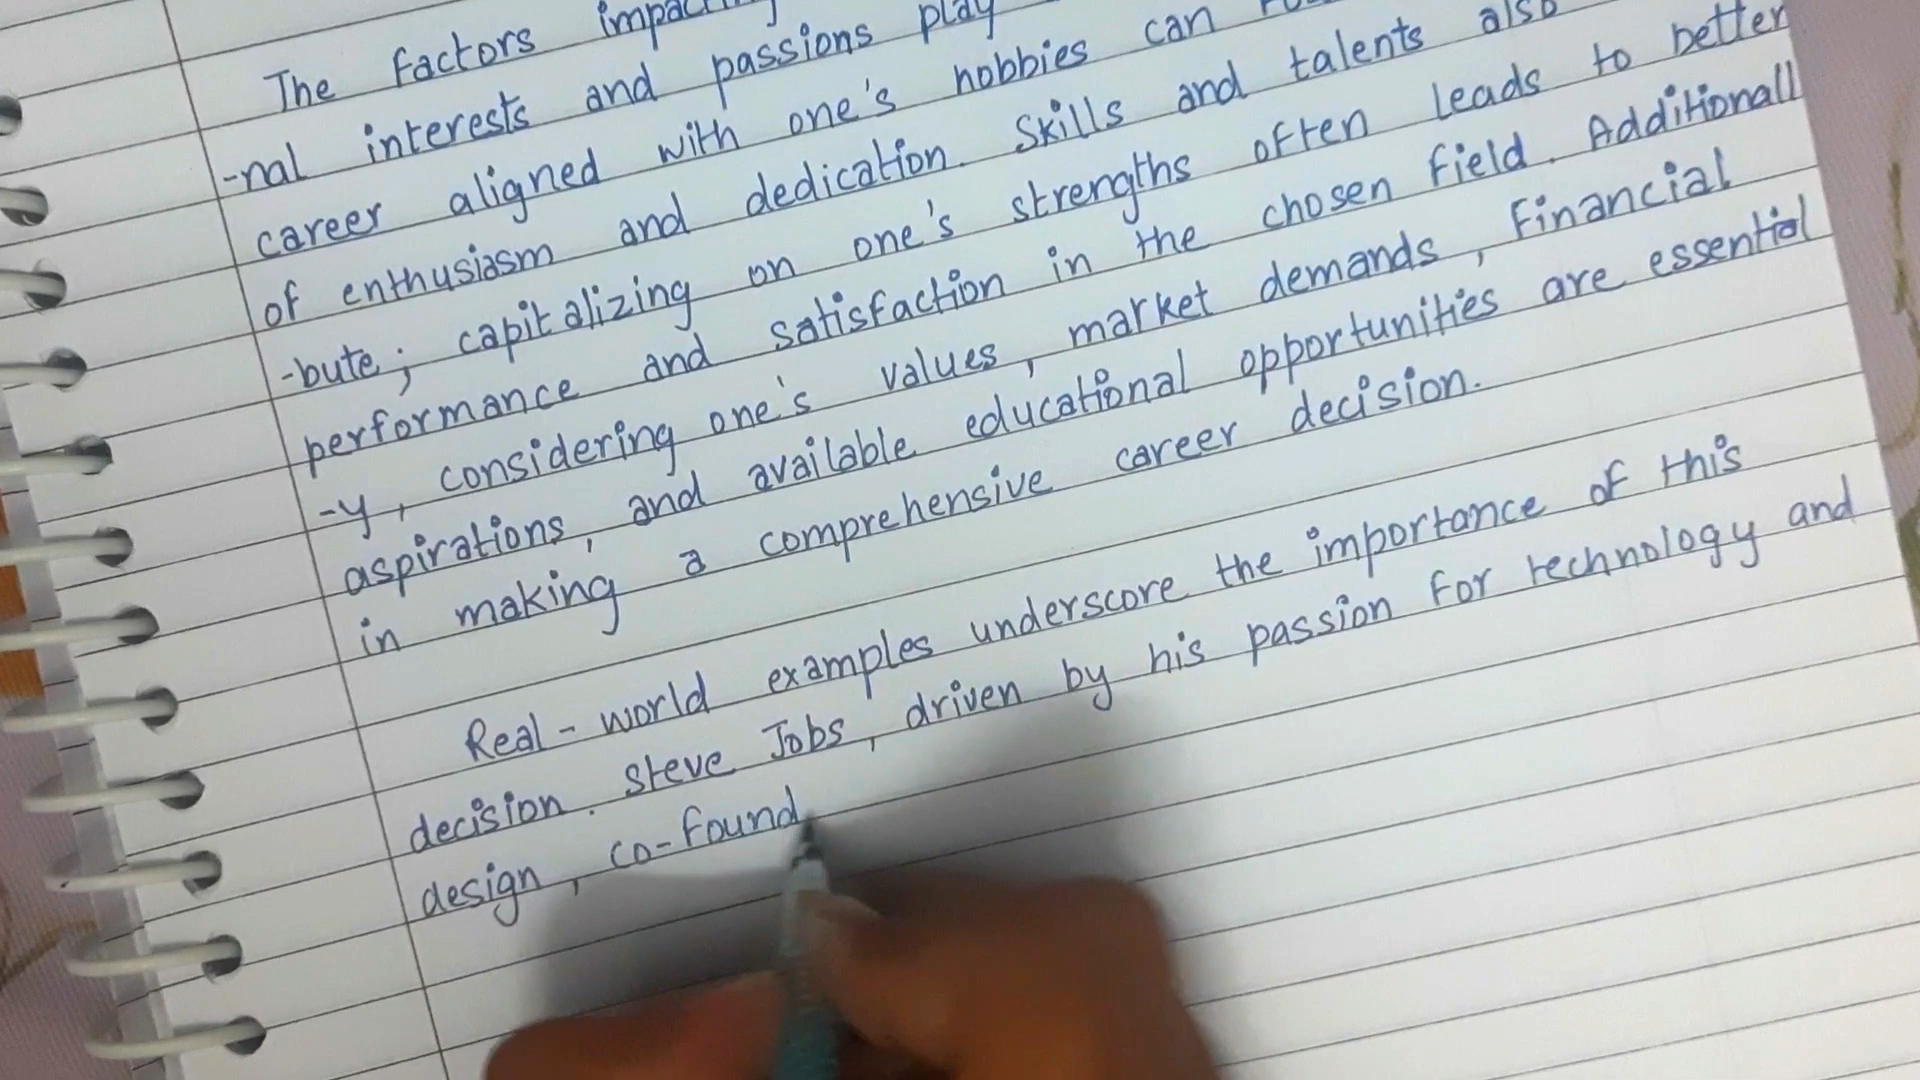 The factors
-nal interests and passions play
career aligned with one's hobbies can
of enthusiasm and dedication. Skills and talents also
-bute; capitalizing on one's strengths often leads to better
performance and satisfaction in the chosen field. Additionall
-y, considering one's values, market demands, financial
aspirations, and available educational opportunities are essential
in making a comprehensive career decision.
Real-world examples underscore the importance of this
decision. Steve Jobs, driven by his passion for technology and
design, co-found